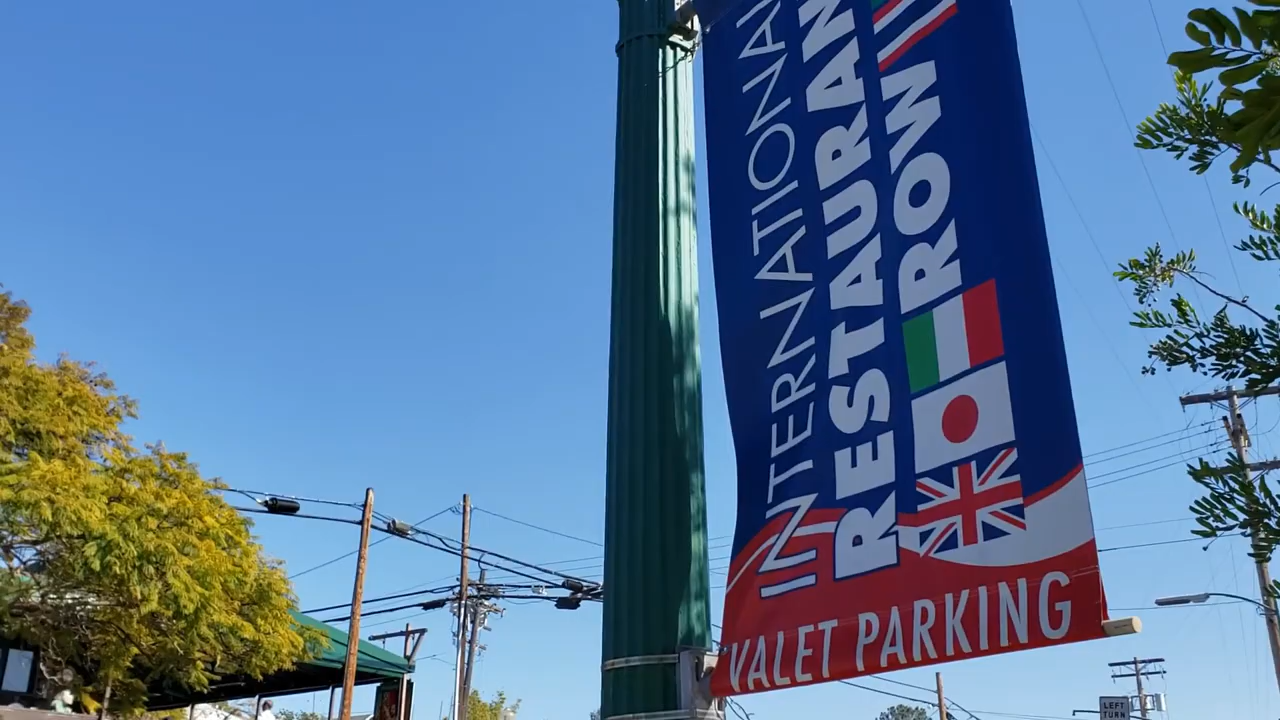 INTERNATIONAL
RESTAURANT
ROW
VALET PARKING
LEFT
TURN